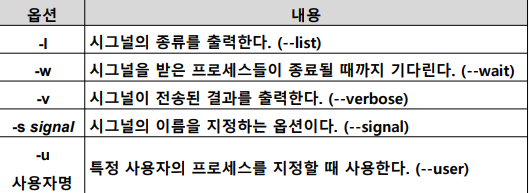 옵션 내용
-l 시그널의 종류를 출력한다. (--list)
-w 시그널을 받은 프로세스들이 종료될 때까지 기다린다. (--wait)
-v 시그널이 전송된 결과를 출력한다. (--verbose)
-s signal 시그널의 이름을 지정하는 옵션이다. (--signal)
-u
사용자명
특정 사용자의 프로세스를 지정할 때 사용한다. (--user)